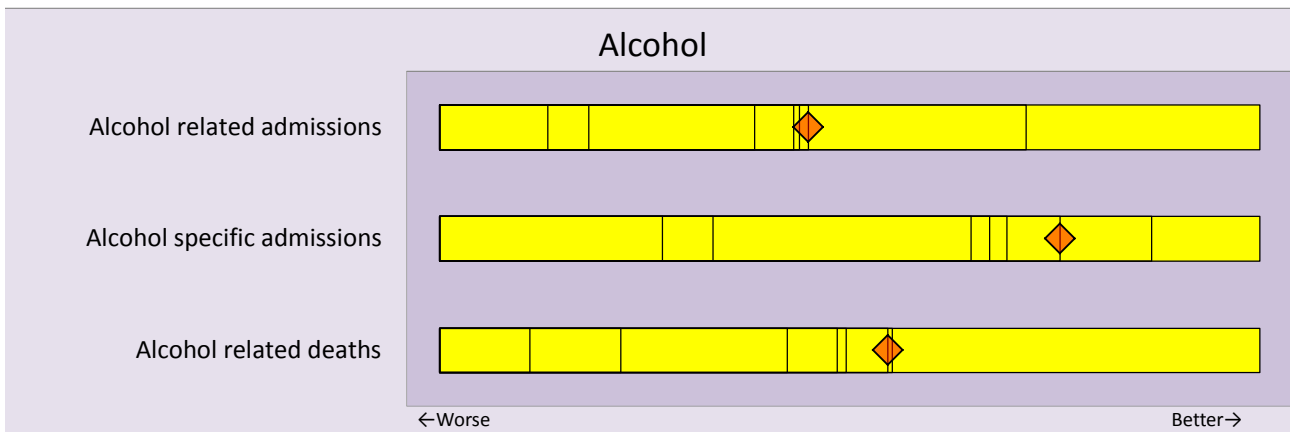 Alcohol
Alcohol related admissions
Alcohol specific admissions
Alcohol related deaths
←Worse
Better→